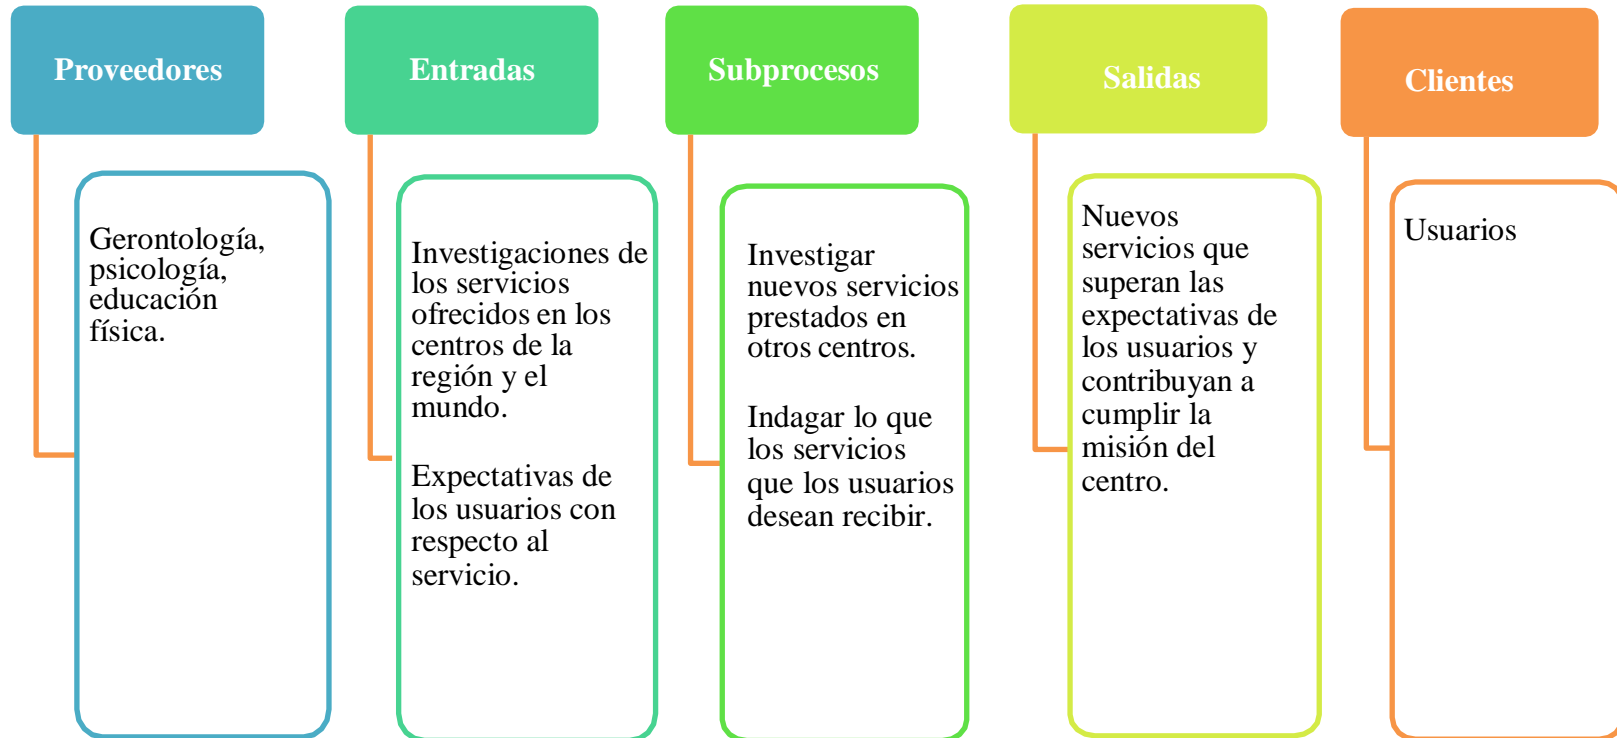 Proveedores
Gerontología,
psicología,
educación
física.
Entradas
Investigaciones de
los servicios
ofrecidos en los
centros de la
región y el
mundo.
Expectativas de
los usuarios con
respecto al
servicio.
Subprocesos
Investigar
nuevos servicios
prestados en
otros centros.
Indagar lo que
los servicios
que los usuarios
desean recibir.
Salidas
Nuevos
servicios que
superan las
expectativas de
los usuarios y
contribuyan a
cumplir la
misión del
centro.
Clientes
Usuarios